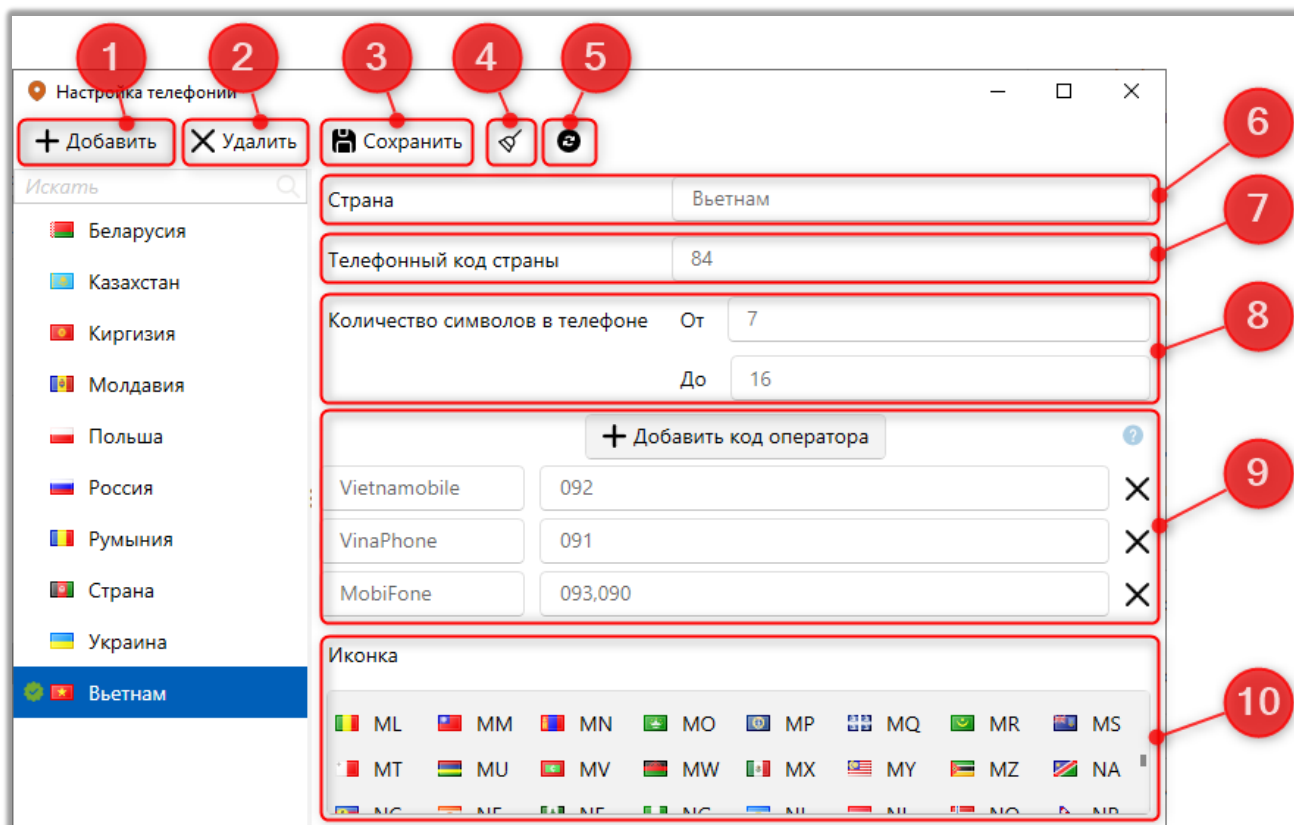 1 2 3 4 5
Настройка телефонии
Добавить Удалить Сохранить
6
Искать
Страна Вьетнам
7
Беларусия
Телефонный код страны 84
Казахстан
8
Количество символов в телефоне От 7
Киргизия
До 16
Молдавия
Добавить код оператора ?
Польша
9
Vietnamobile 092
Россия
VinaPhone 091
Румыния
MobiFone 093,090
Страна
Украина
Иконка
Вьетнам
10
ML MM MN MO MP MQ MR MS
MT MU MV MW MX MY MZ NA